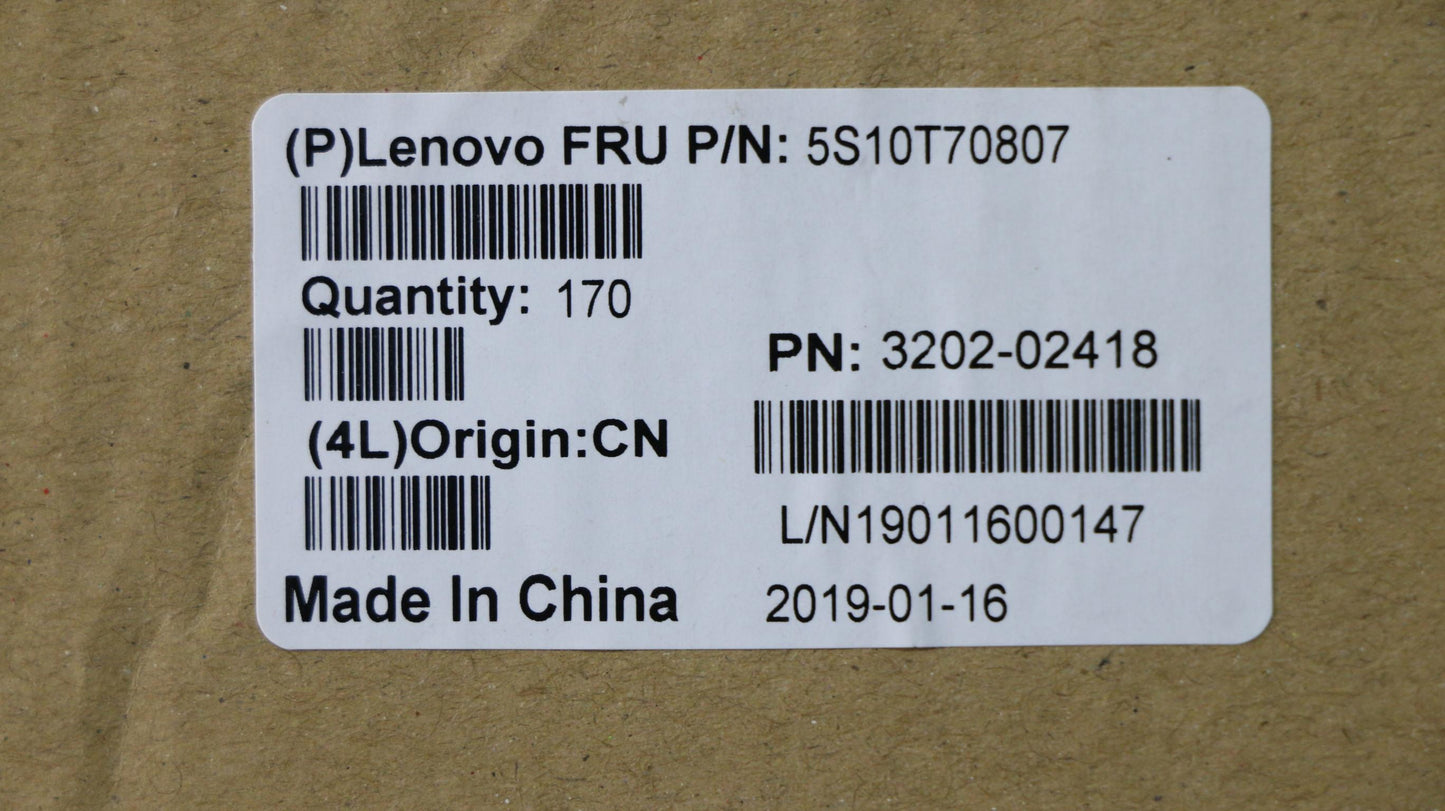 (P)Lenovo FRU P/N: 5S10T70807
Quantity: 170
PN: 3202-02418
(4L)Origin:CN
L/N19011600147
Made In China
2019-01-16